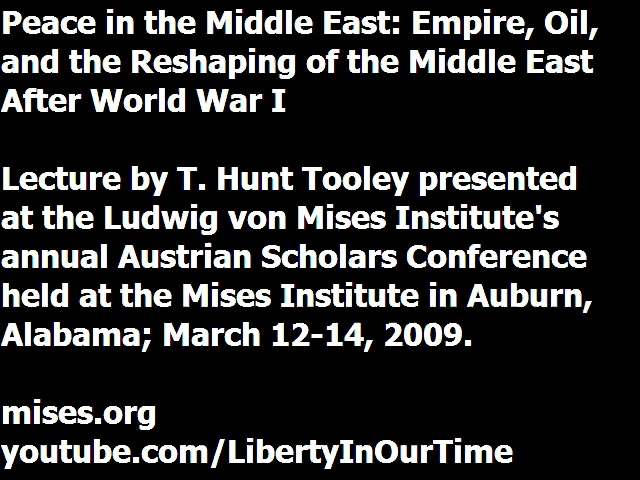 Peace in the Middle East: Empire, Oil,
and the Reshaping of the Middle East
After World War I
Lecture by T. Hunt Tooley presented
at the Ludwig von Mises Institute's
annual Austrian Scholars Conference
held at the Mises Institute in Auburn,
Alabama; March 12-14, 2009.
mises.org
youtube.com/LibertyInOurTime